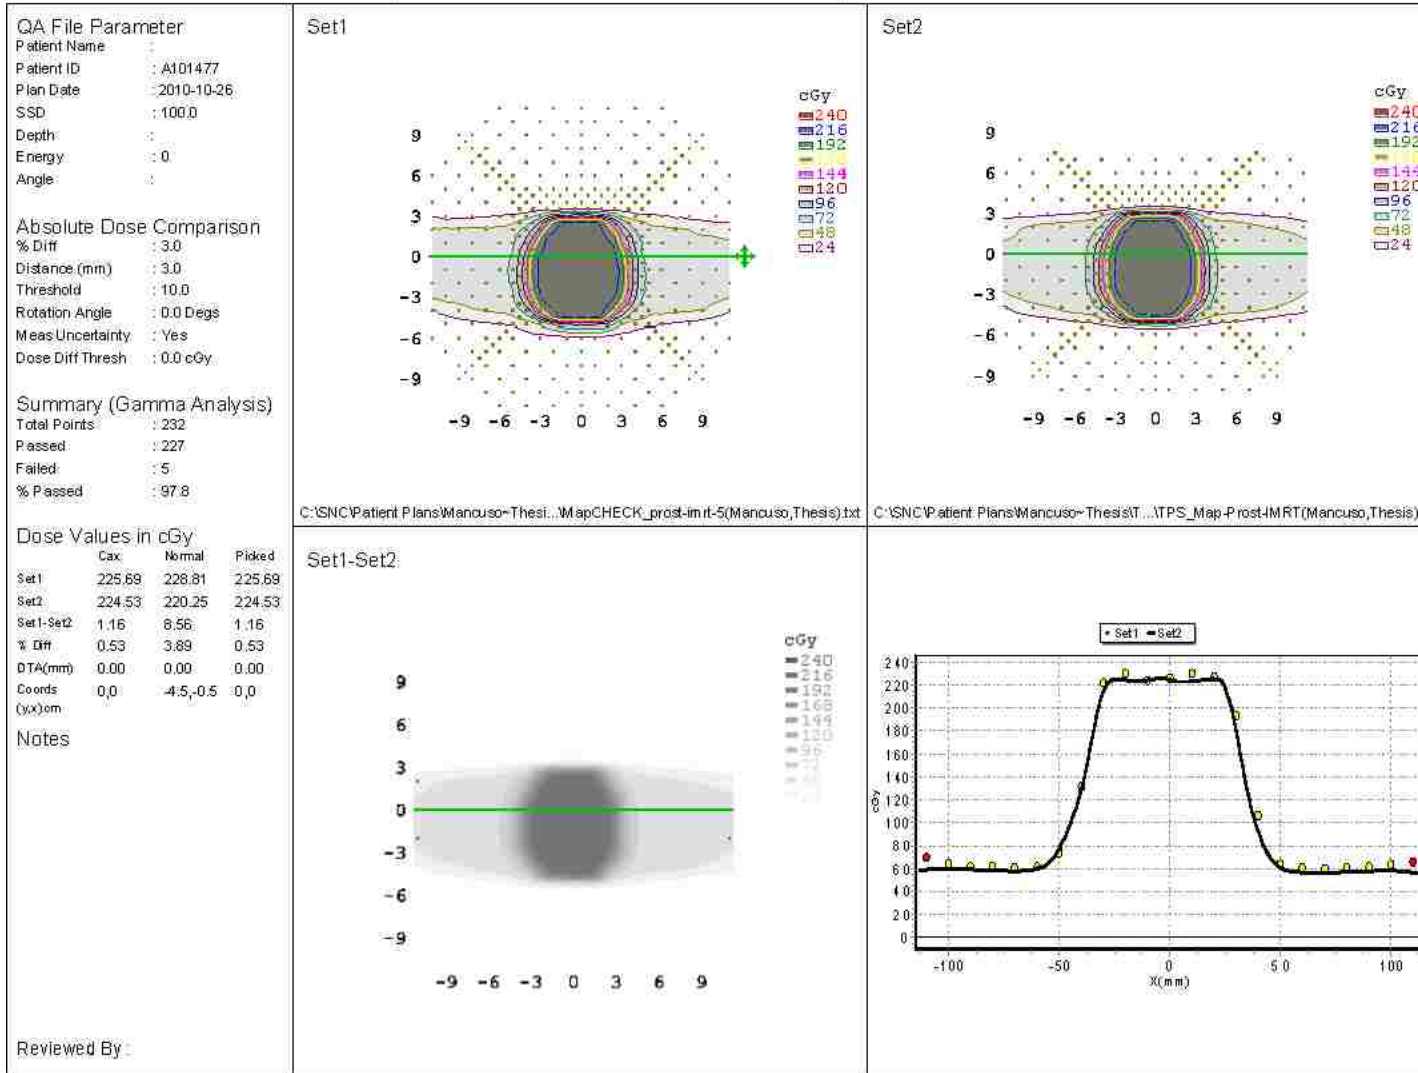 QA File Parameter
Patient Name :
Patient ID : A101477
Plan Date : 2010-10-26
SSD : 100.0
Depth :
Energy : 0
Angle :
Absolute Dose Comparison
% Diff : 3.0
Distance (mm) : 3.0
Threshold : 10.0
Rotation Angle : 0.0 Degs
Meas Uncertainty : Yes
Dose Diff Thresh : 0.0 cGy
Summary (Gamma Analysis)
Total Points : 232
Passed : 227
Failed : 5
% Passed : 97.8
Dose Values in cGy
Cax Normal Picked
Set1 225.69 228.81 225.69
Set2 224.53 220.25 224.53
Set1-Set2 1.16 8.56 1.16
% Diff 0.53 3.89 0.53
DTA(mm) 0.00 0.00 0.00
Coords 0,0 -4.5,-0.5 0,0
(y,x)cm
Notes
Reviewed By :
Set1
cGy
240
216
192
144
120
96
72
48
24
9
6
3
0
-3
-6
-9
-9 -6 -3 0 3 6 9
C:\SNC\Patient Plans\Mancuso~Thesi...\MapCHECK_prost-imrt-5(Mancuso,Thesis).txt
Set2
cGy
240
216
192
144
120
96
72
48
24
9
6
3
0
-3
-6
-9
-9 -6 -3 0 3 6 9
C:\SNC\Patient Plans\Mancuso~Thesis\T...\TPS_Map-Prost-IMRT(Mancuso,Thesis)
Set1-Set2
cGy
240
216
192
168
144
120
96
9
6
3
0
-3
-6
-9
-9 -6 -3 0 3 6 9
Set1 Set2
240
220
200
180
160
140
120
100
80
60
40
20
0
cGy
-100 -50 0 50 100
X(mm)